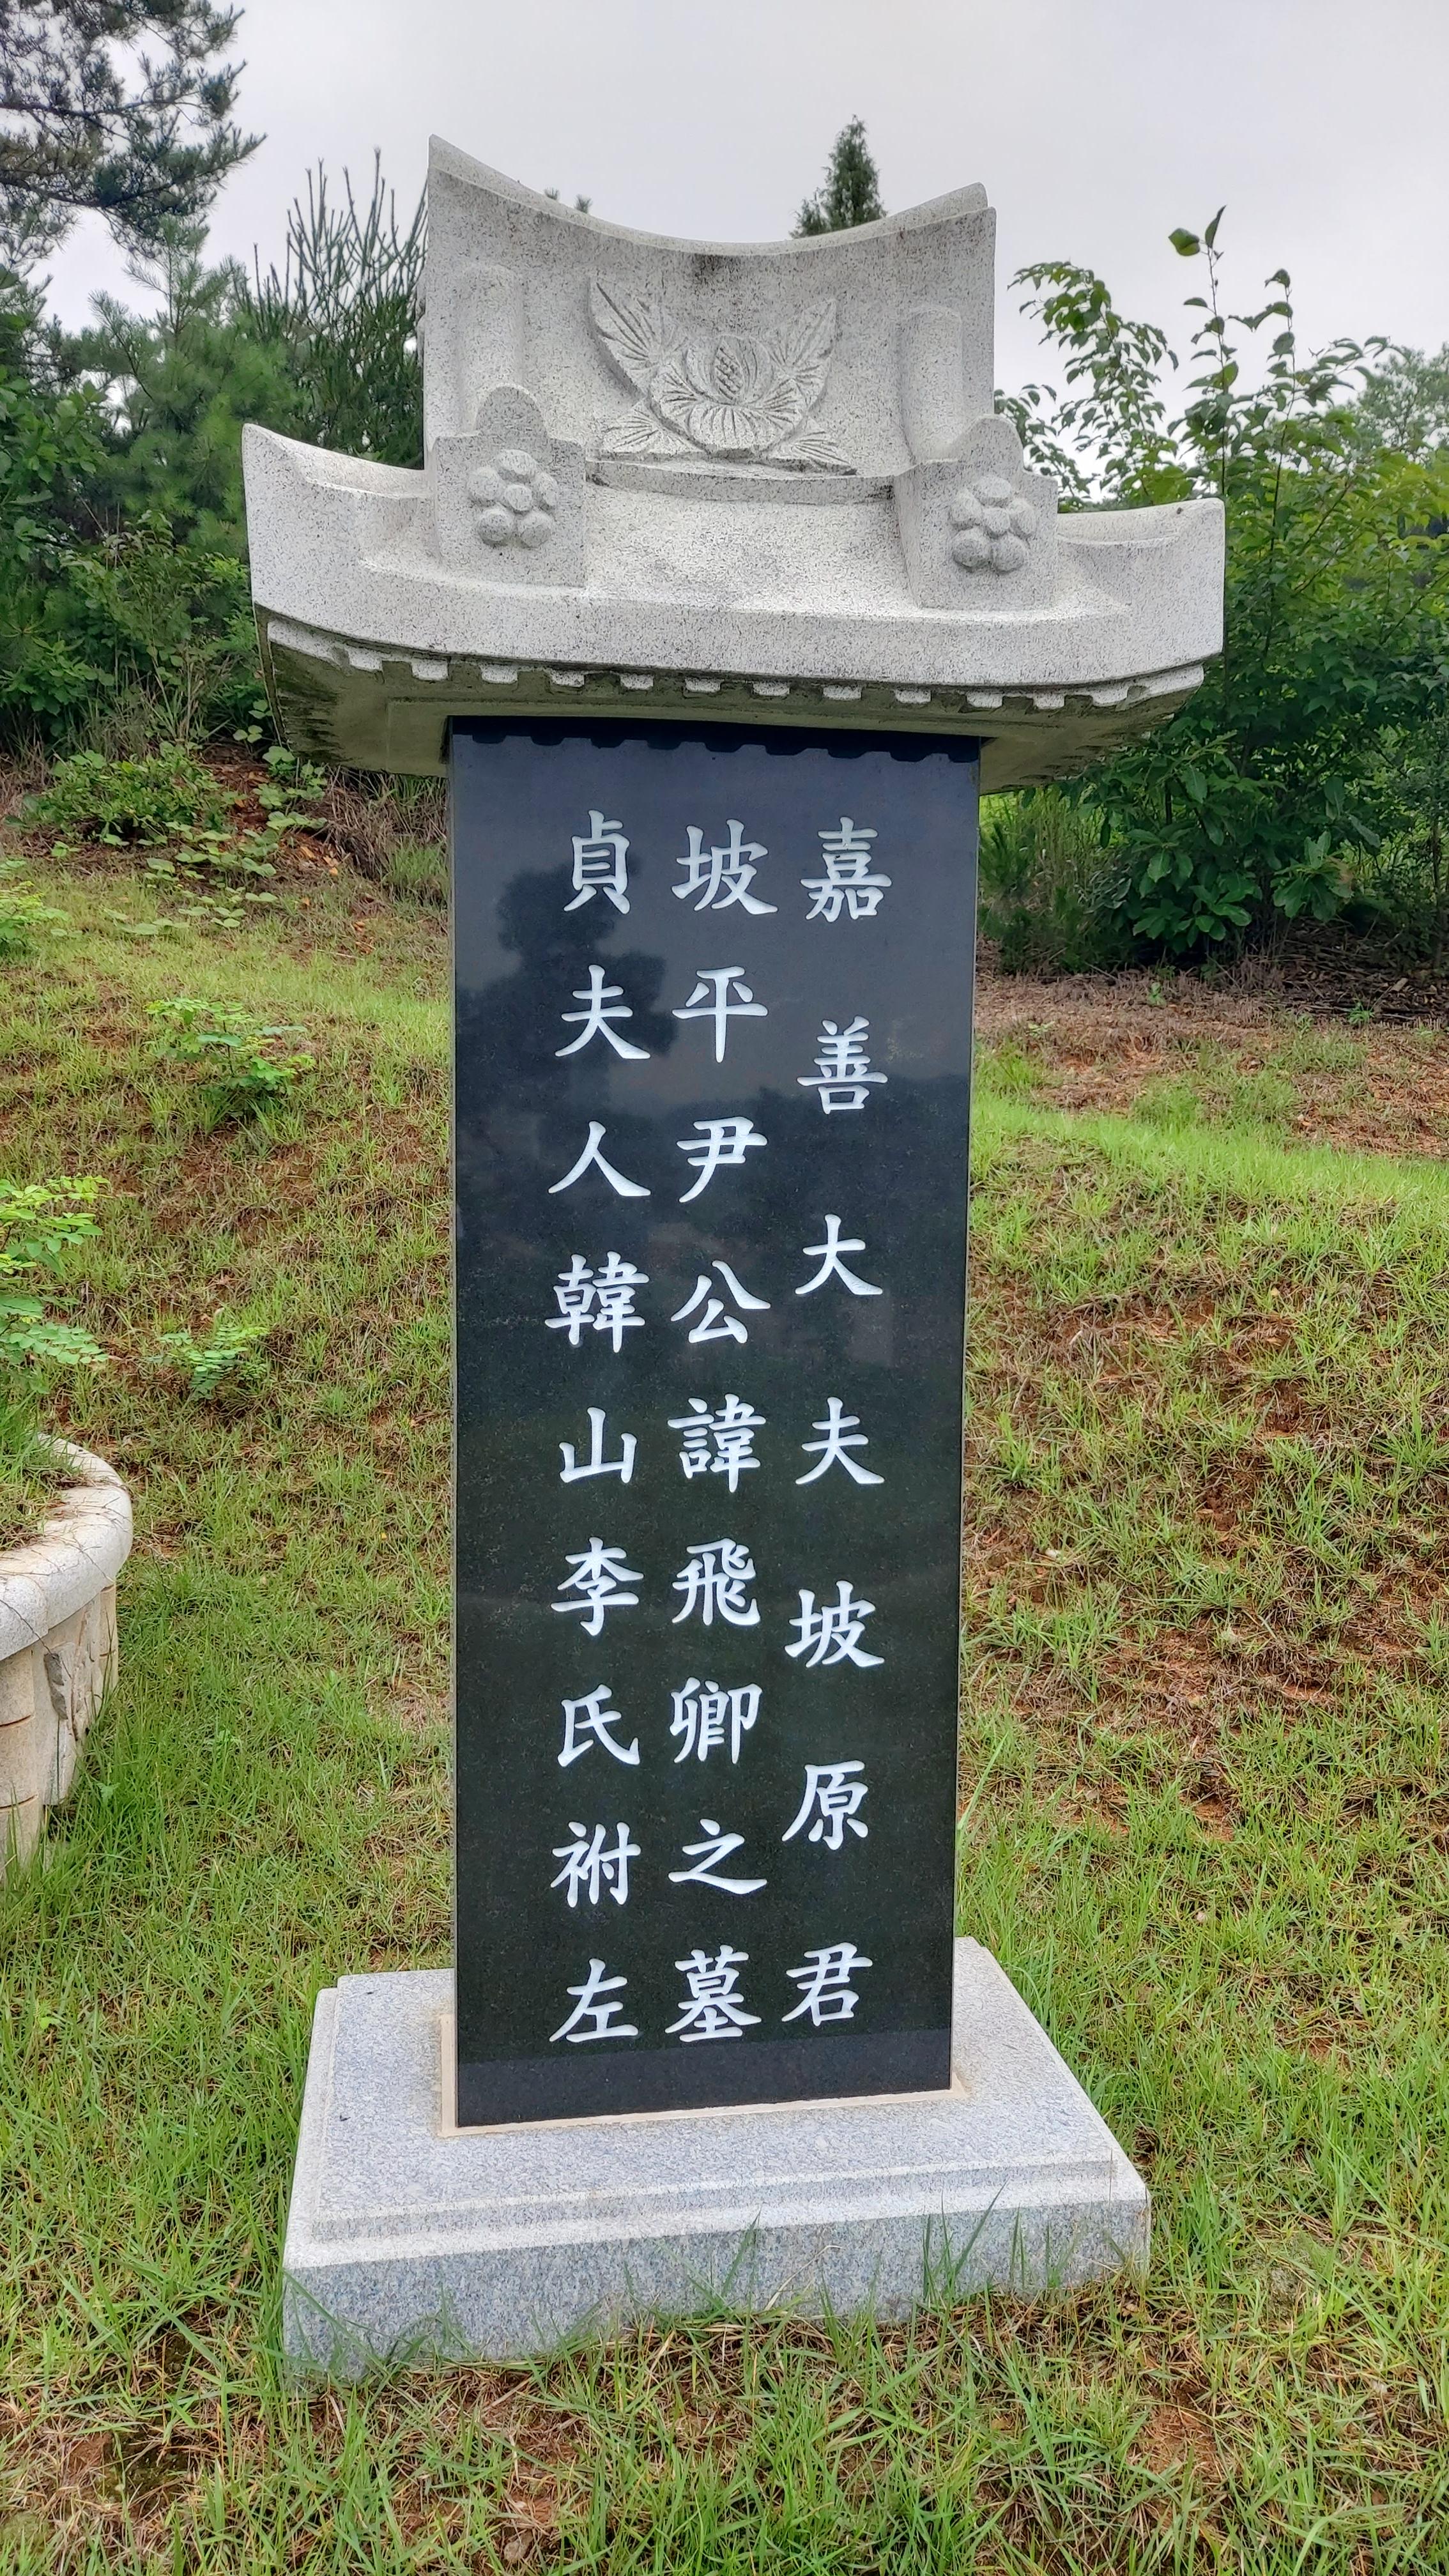 嘉善大夫坡原君
坡平尹公諱飛卿之墓
貞夫人韓山李氏祔左